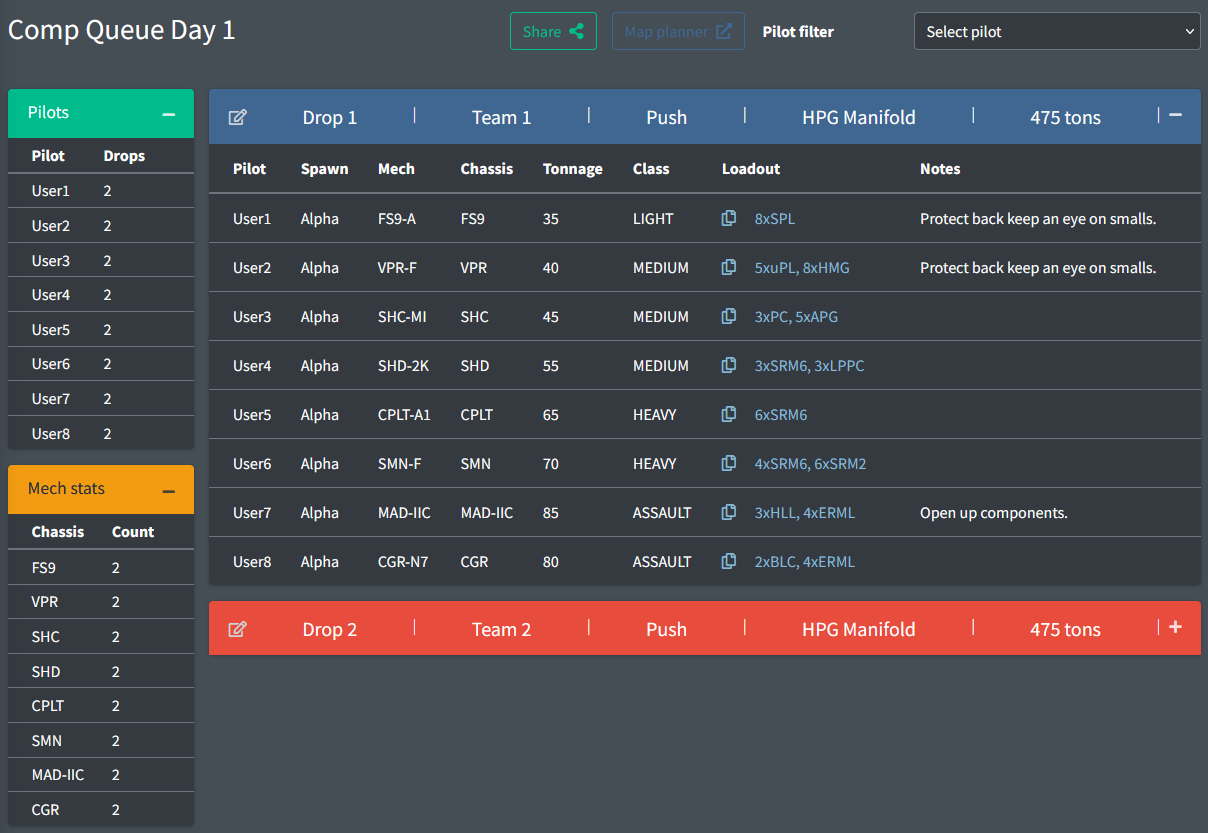 Comp Queue Day 1
Share
Map planner
Pilot filter
Select pilot
Pilots
Pilot Drops
User1 2
User2 2
User3 2
User4 2
User5 2
User6 2
User7 2
User8 2
Mech stats
Chassis Count
FS9 2
VPR 2
SHC 2
SHD 2
CPLT 2
SMN 2
MAD-IIC 2
CGR 2
Drop 1 | Team 1 | Push | HPG Manifold | 475 tons |
Pilot Spawn Mech Chassis Tonnage Class Loadout Notes
User1 Alpha FS9-A FS9 35 LIGHT 8xSPL Protect back keep an eye on smalls.
User2 Alpha VPR-F VPR 40 MEDIUM 5xuPL, 8xHMG Protect back keep an eye on smalls.
User3 Alpha SHC-MI SHC 45 MEDIUM 3xPC, 5xAPG
User4 Alpha SHD-2K SHD 55 MEDIUM 3xSRM6, 3xLPPC
User5 Alpha CPLT-A1 CPLT 65 HEAVY 6xSRM6
User6 Alpha SMN-F SMN 70 HEAVY 4xSRM6, 6xSRM2
User7 Alpha MAD-IIC MAD-IIC 85 ASSAULT 3xHLL, 4xERML Open up components.
User8 Alpha CGR-N7 CGR 80 ASSAULT 2xBLC, 4xERML
Drop 2 | Team 2 | Push | HPG Manifold | 475 tons |